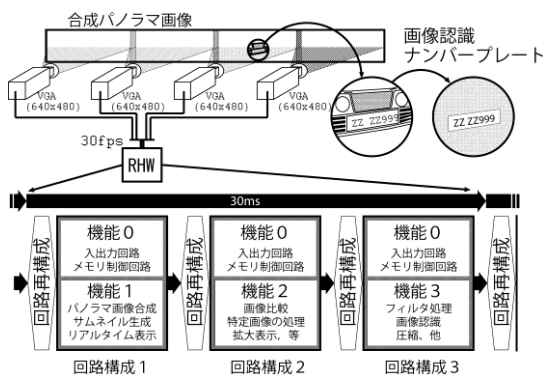 合成パノラマ画像
画像認識
ナンバープレート
VGA
(640x480)
VGA
(640x480)
VGA
(640x480)
VGA
(640x480)
ZZ ZZ999
ZZ ZZ999
30fps
RHW
30ms
回路再構成
機能0
入出力回路
メモリ制御回路
機能1
パノラマ画像合成
サムネイル生成
リアルタイム表示
回路構成1
回路再構成
機能0
入出力回路
メモリ制御回路
機能2
画像比較
特定画像の処理
拡大表示,等
回路構成2
回路再構成
機能0
入出力回路
メモリ制御回路
機能3
フィルタ処理
画像認識
圧縮、他
回路構成3
回路再構成